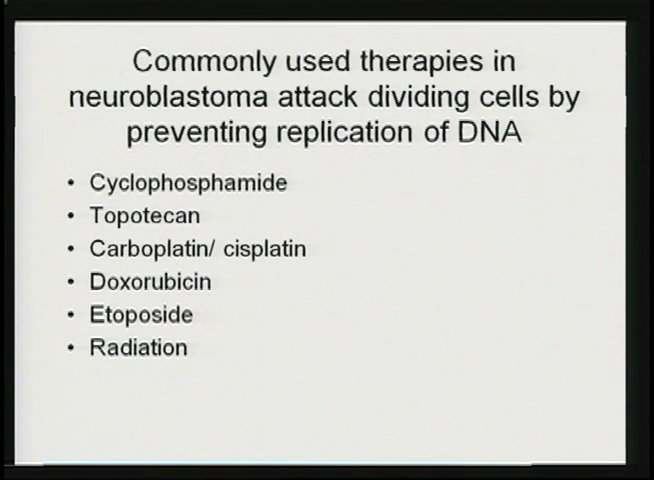 Commonly used therapies in
neuroblastoma attack dividing cells by
preventing replication of DNA
• Cyclophosphamide
• Topotecan
• Carboplatin/ cisplatin
• Doxorubicin
• Etoposide
• Radiation